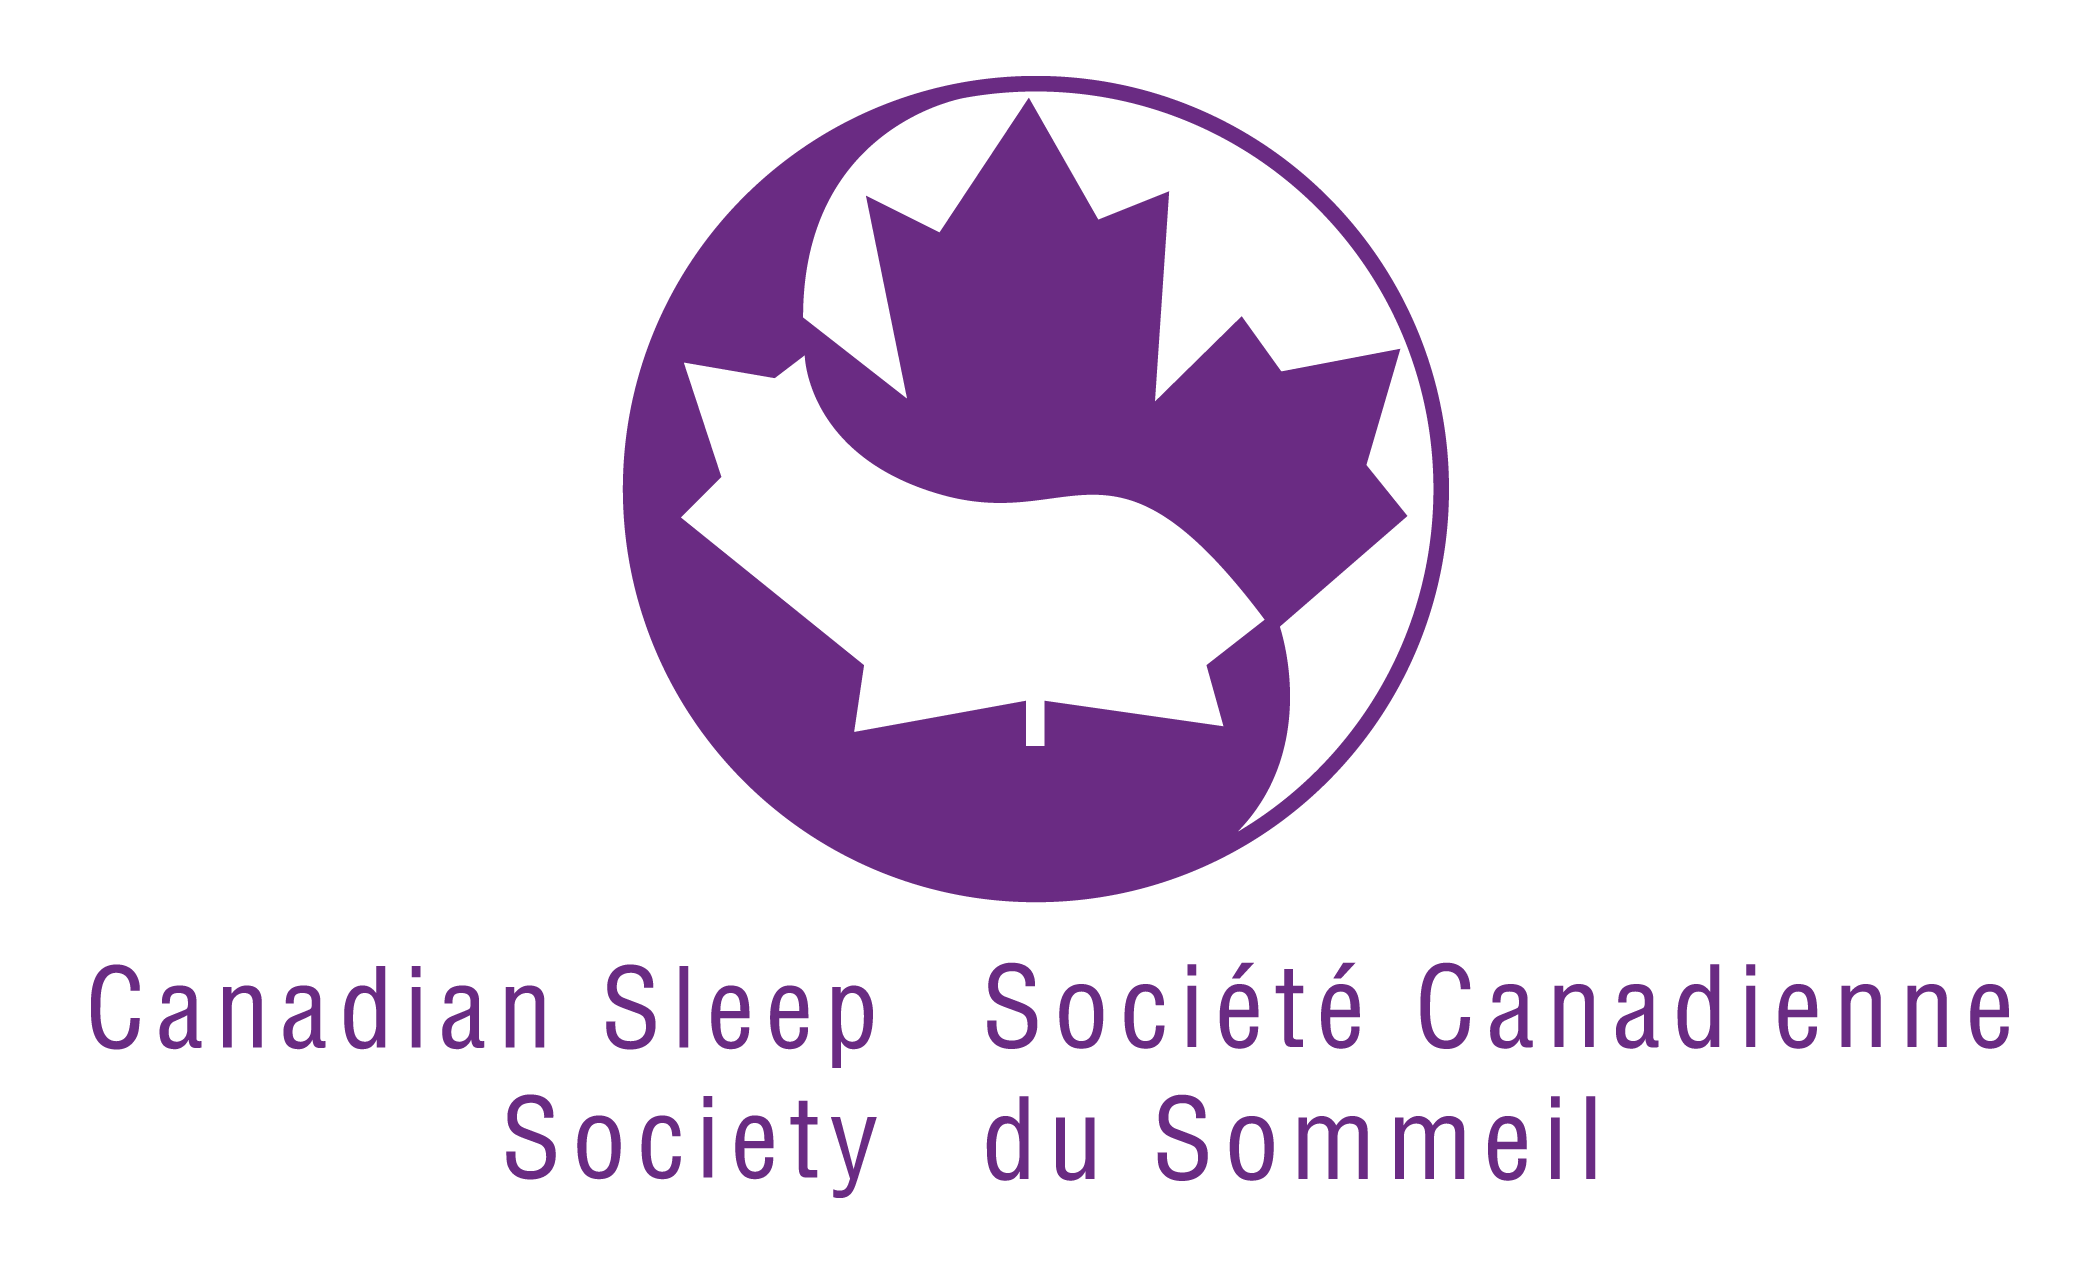 Canadian Sleep
Society
Société Canadienne
du Sommeil